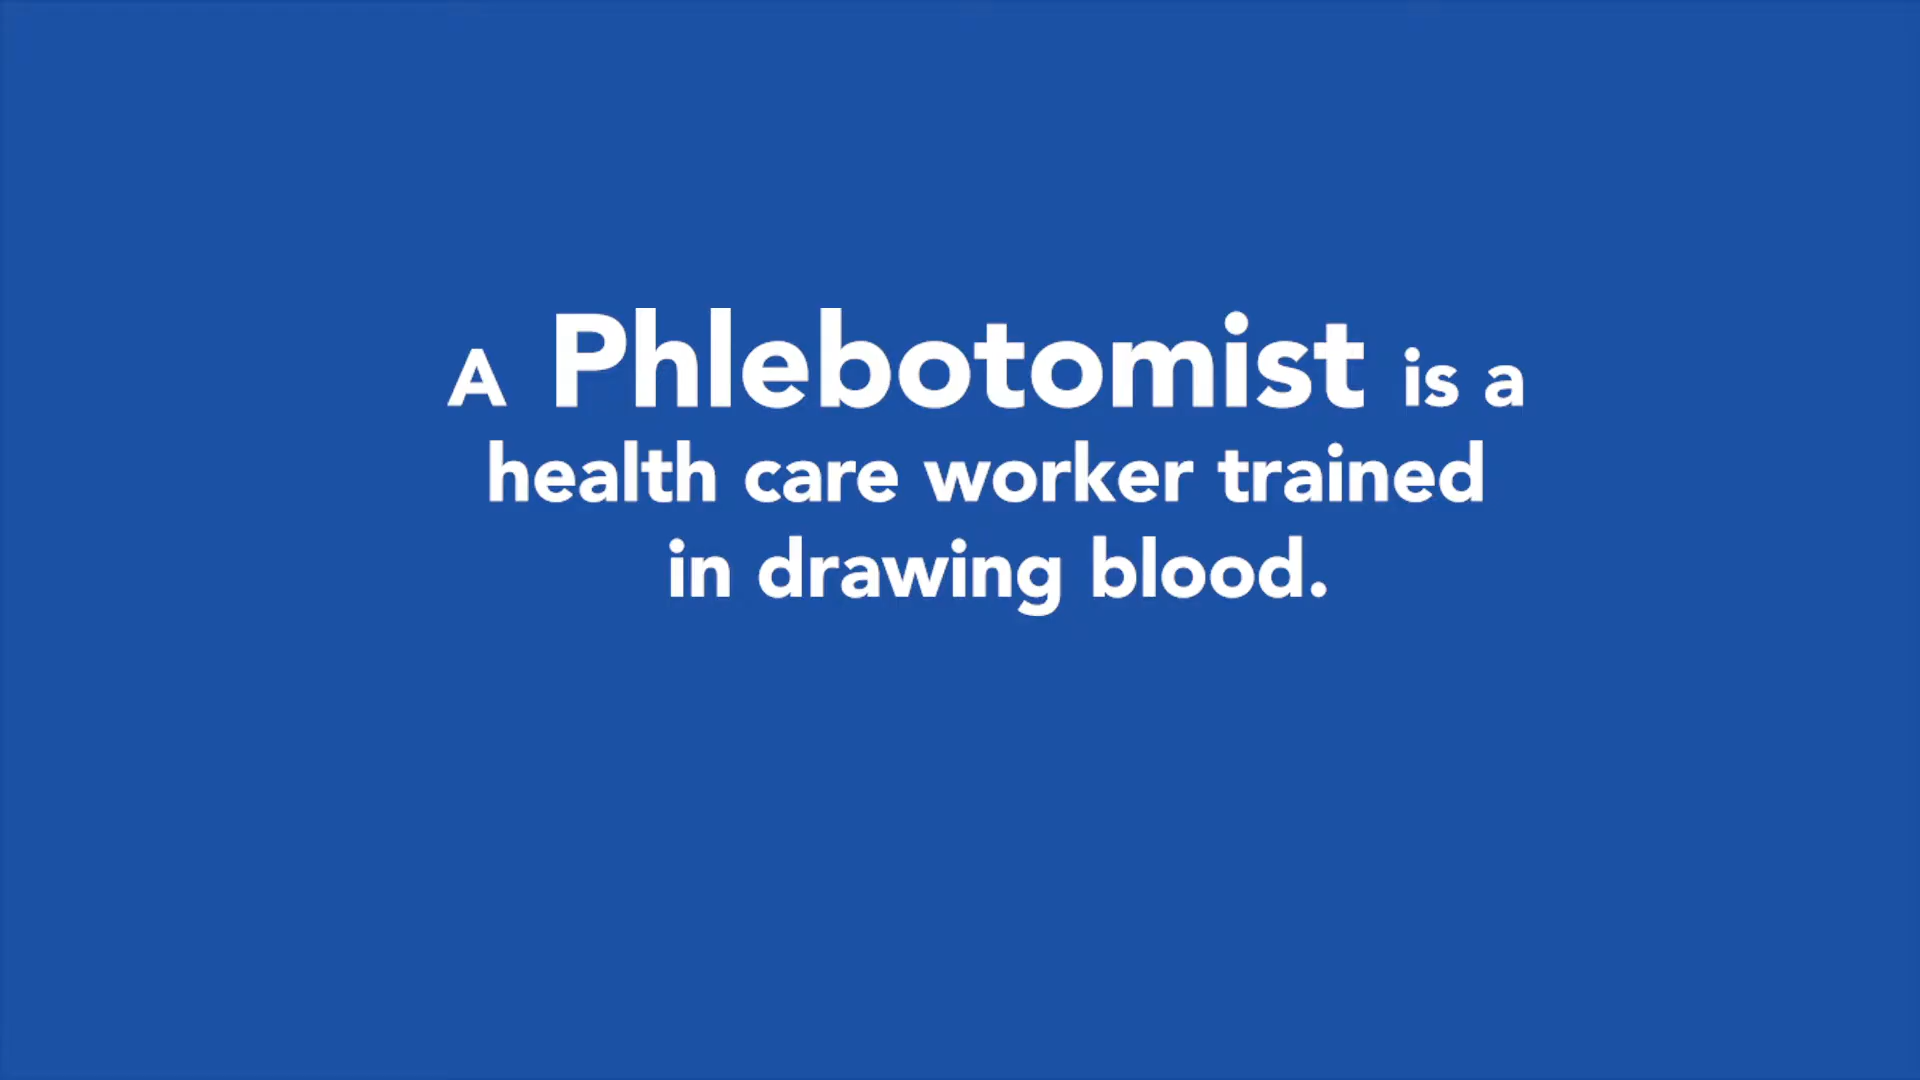 A Phlebotomist is a
health care worker trained
in drawing blood.